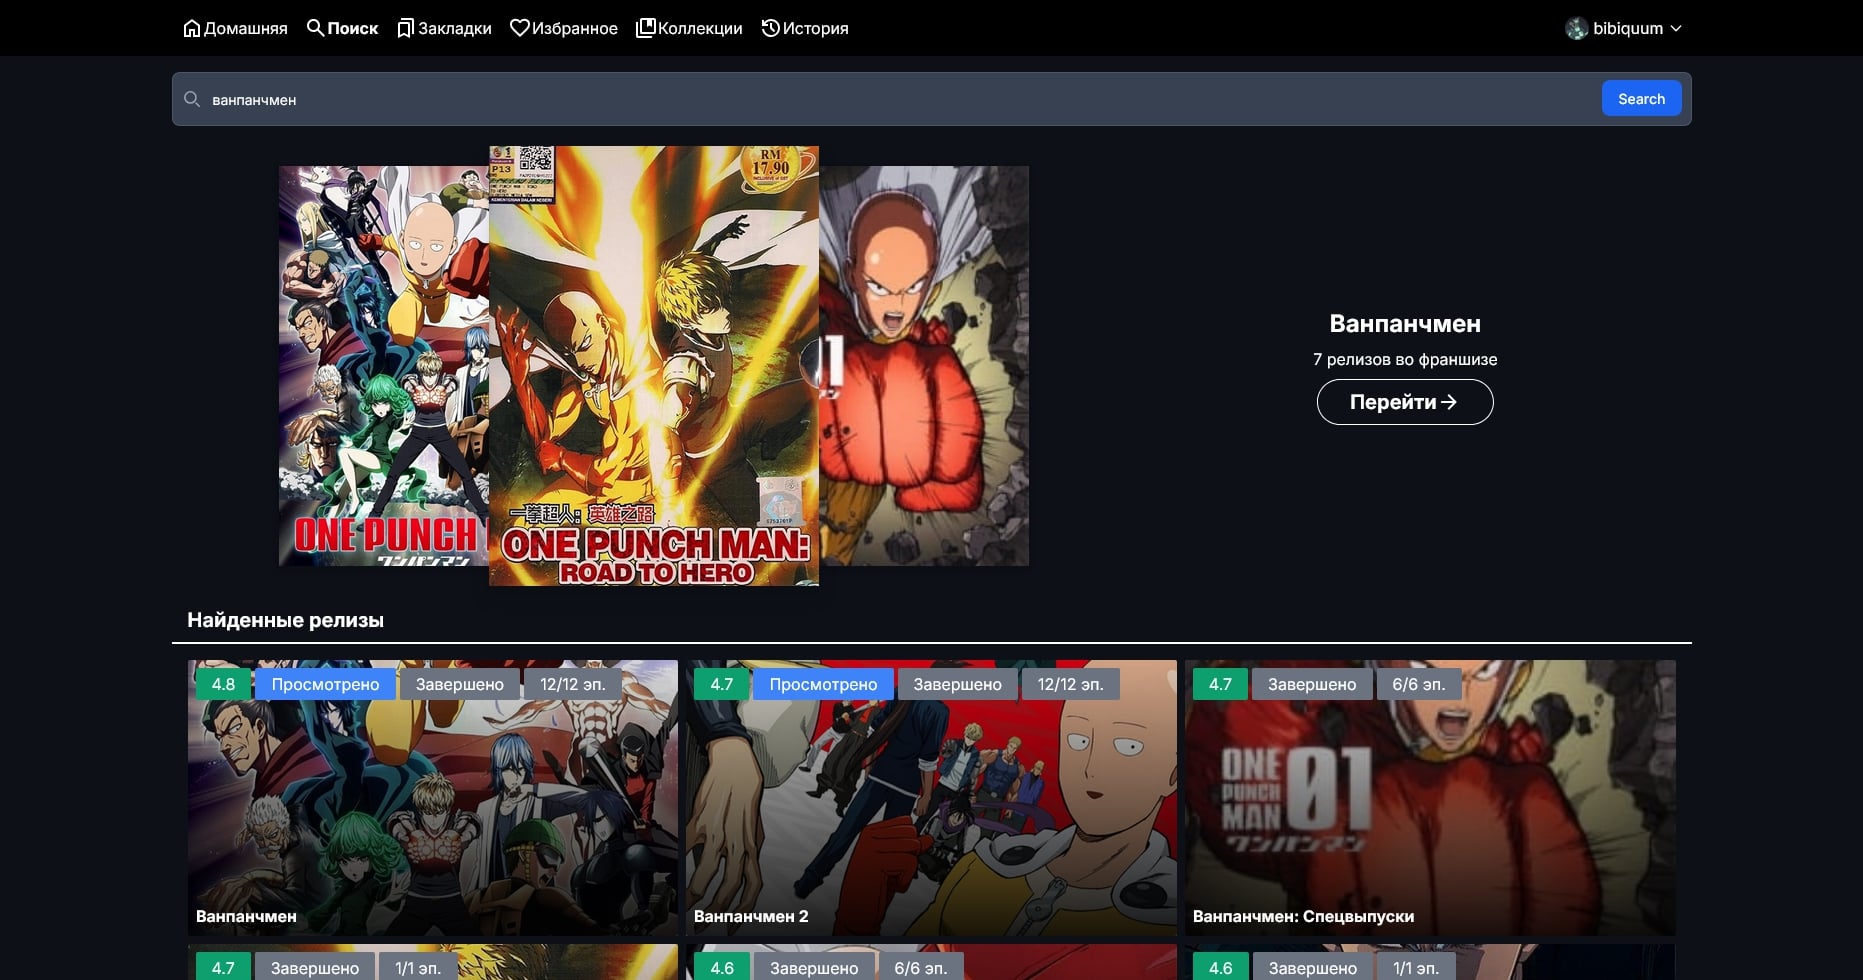 Домашняя Поиск Закладки Избранное Коллекции История bibiquum
ванпанчмен Search
P13
RM
17.90
ONE PUNCH
ワンパンマン
一拳超人：英雄之路
ONE PUNCH MAN:
ROAD TO HERO
01
Ванпанчмен
7 релизов во франшизе
Перейти
Найденные релизы
4.8 Просмотрено Завершено 12/12 эп.
Ванпанчмен
4.7 Просмотрено Завершено 12/12 эп.
Ванпанчмен 2
4.7 Завершено 6/6 эп.
ONE
PUNCH
MAN 01
ワンパンマン
Ванпанчмен: Спецвыпуски
4.7 Завершено 1/1 эп.
4.6 Завершено 6/6 эп.
4.6 Завершено 1/1 эп.